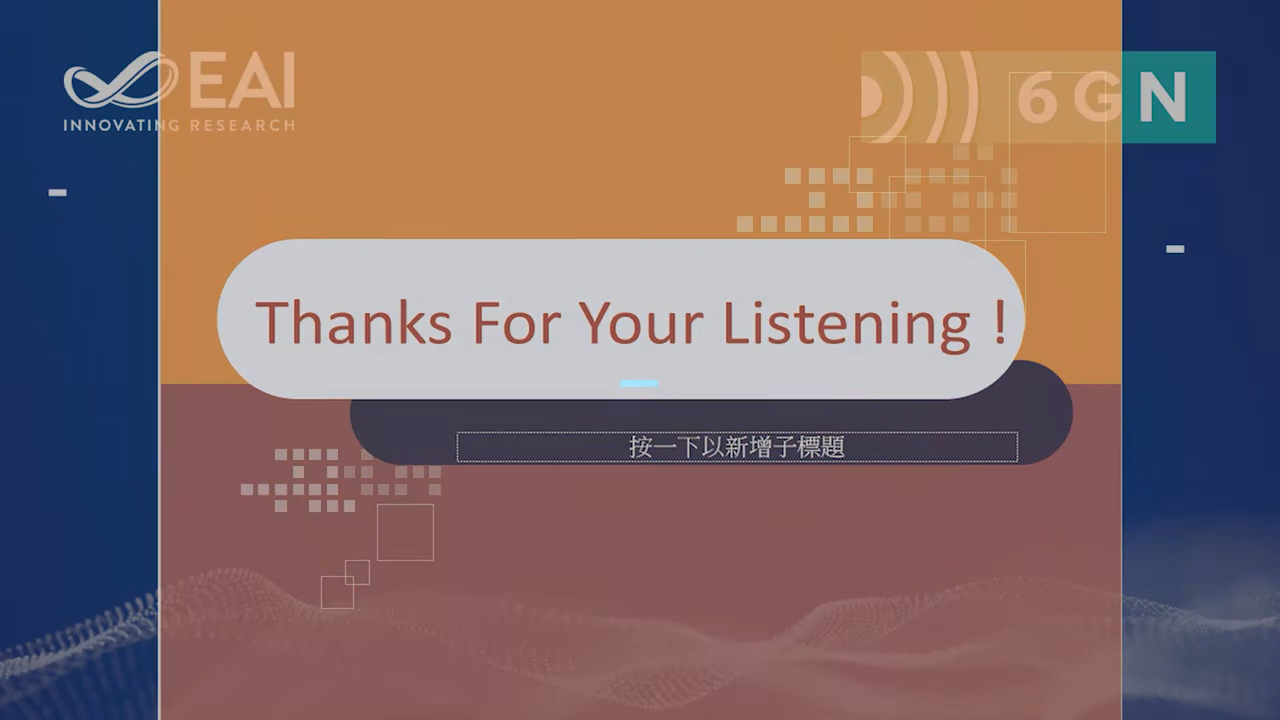 EAI
INNOVATING RESEARCH
6GN
Thanks For Your Listening !
按一下以新增子標題